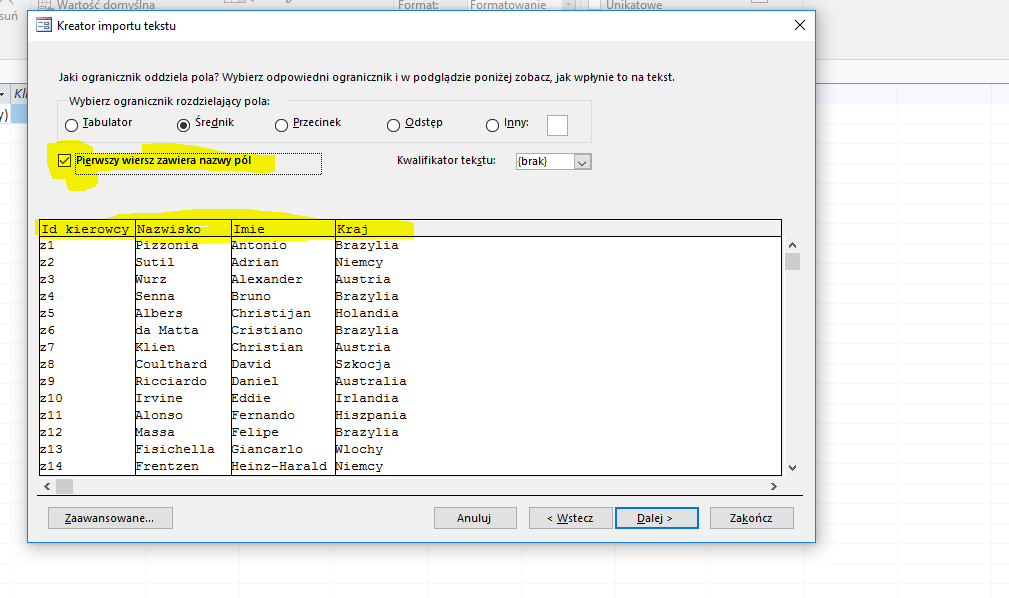 Wartość domyślna Format: Formatowanie Unikatowe
suń
Kreator importu tekstu
Jaki ogranicznik oddziela pola? Wybierz odpowiedni ogranicznik i w podglądzie poniżej zobacz, jak wpłynie to na tekst.
Wybierz ogranicznik rozdzielający pola:
Tabulator Średnik Przecinek Odstęp Inny:
Pierwszy wiersz zawiera nazwy pól Kwalifikator tekstu: {brak}
Id kierowcy Nazwisko Imie Kraj
z1 Pizzonia Antonio Brazylia
z2 Sutil Adrian Niemcy
z3 Wurz Alexander Austria
z4 Senna Bruno Brazylia
z5 Albers Christijan Holandia
z6 da Matta Cristiano Brazylia
z7 Klien Christian Austria
z8 Coulthard David Szkocja
z9 Ricciardo Daniel Australia
z10 Irvine Eddie Irlandia
z11 Alonso Fernando Hiszpania
z12 Massa Felipe Brazylia
z13 Fisichella Giancarlo Wlochy
z14 Frentzen Heinz-Harald Niemcy
Zaawansowane... Anuluj < Wstecz Dalej > Zakończ